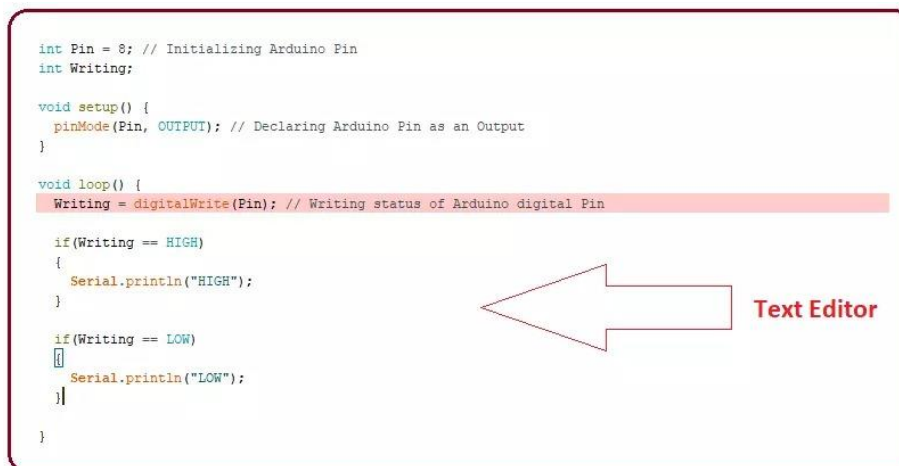 int Pin = 8; // Initializing Arduino Pin
int Writing;
void setup() {
pinMode(Pin, OUTPUT); // Declaring Arduino Pin as an Output
}
void loop() {
Writing = digitalWrite(Pin); // Writing status of Arduino digital Pin
if(Writing == HIGH)
{
Serial.println("HIGH");
}
if(Writing == LOW)
{
Serial.println("LOW");
}
}
Text Editor